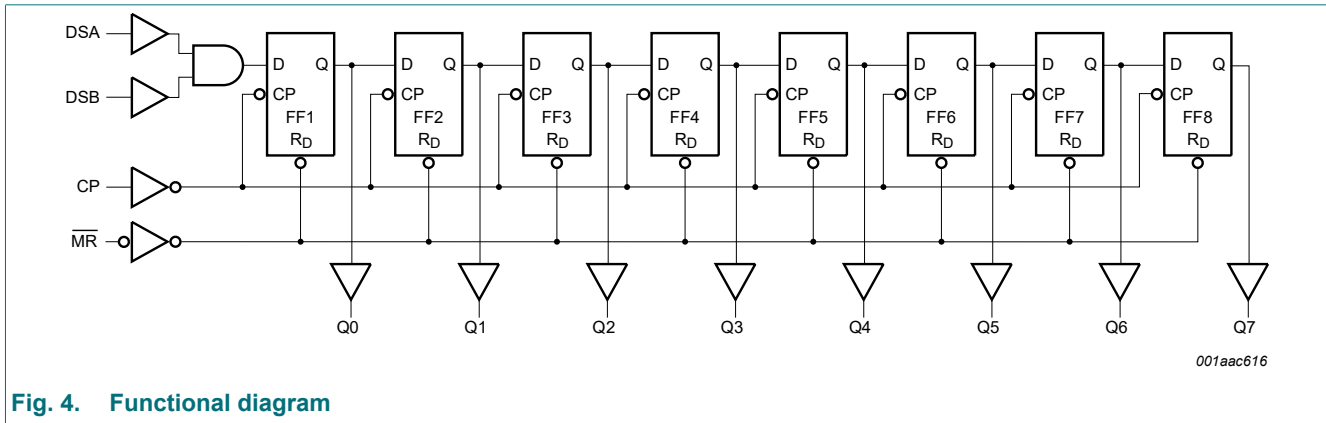 DSA
DSB
D Q D Q D Q D Q D Q D Q D Q D Q
CP CP CP CP CP CP CP CP
FF1 FF2 FF3 FF4 FF5 FF6 FF7 FF8
RD RD RD RD RD RD RD RD
CP
MR
Q0 Q1 Q2 Q3 Q4 Q5 Q6 Q7
001aac616
Fig. 4. Functional diagram